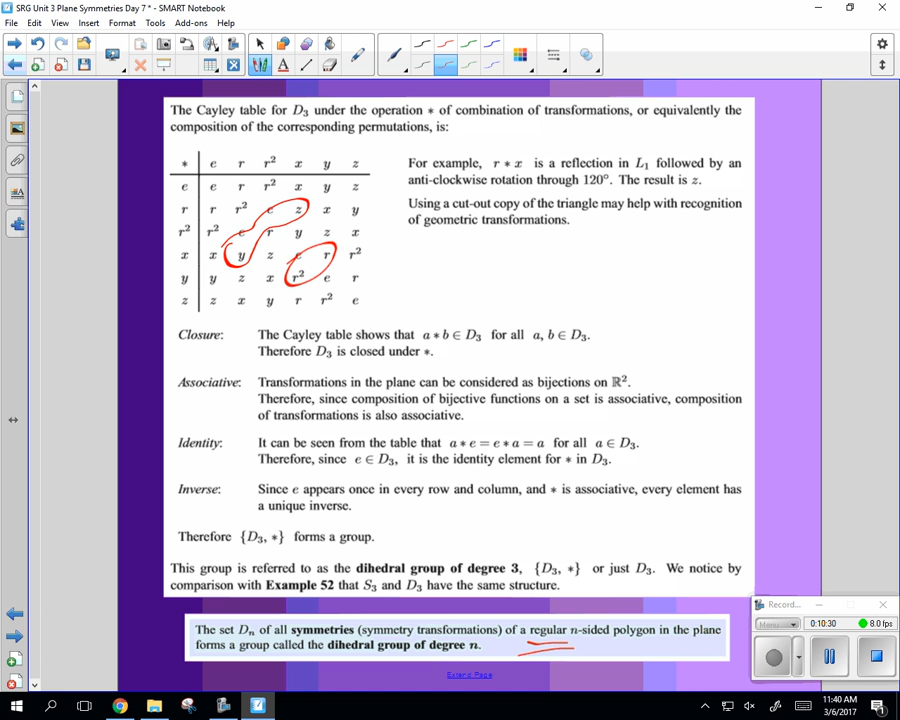 SRG Unit 3 Plane Symmetries Day 7 * - SMART Notebook
File Edit View Insert Format Tools Add-ons Help
The Cayley table for D₃ under the operation * of combination of transformations, or equivalently the
composition of the corresponding permutations, is:
* e r r² x y z
e e r r² x y z
r r r² e z x y
r² r² e r y z x
x x y z e r r²
y y z x r² e r
z z x y r r² e
For example, r * x is a reflection in L₁ followed by an
anti-clockwise rotation through 120°. The result is z.
Using a cut-out copy of the triangle may help with recognition
of geometric transformations.
Closure: The Cayley table shows that a * b ∈ D₃ for all a, b ∈ D₃.
Therefore D₃ is closed under *.
Associative: Transformations in the plane can be considered as bijections on ℝ².
Therefore, since composition of bijective functions on a set is associative, composition
of transformations is also associative.
Identity: It can be seen from the table that a * e = e * a = a for all a ∈ D₃.
Therefore, since e ∈ D₃, it is the identity element for * in D₃.
Inverse: Since e appears once in every row and column, and * is associative, every element has
a unique inverse.
Therefore {D₃, *} forms a group.
This group is referred to as the dihedral group of degree 3, {D₃, *} or just D₃. We notice by
comparison with Example 52 that S₃ and D₃ have the same structure.
The set Dₙ of all symmetries (symmetry transformations) of a regular n-sided polygon in the plane
forms a group called the dihedral group of degree n.
Extend Page
Record...
Menu 0:10:30 8.0 fps
11:40 AM
3/6/2017